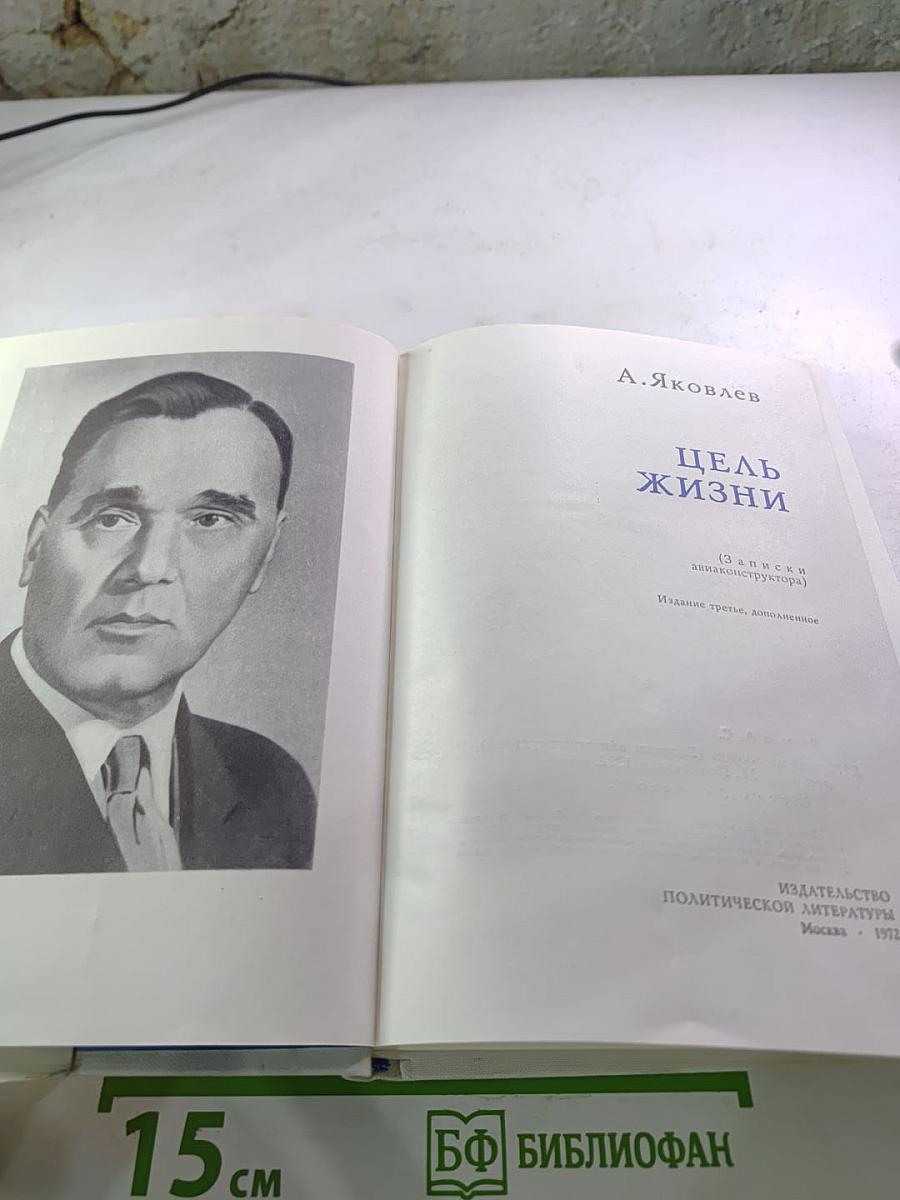 А. Яковлев
ЦЕЛЬ
ЖИЗНИ
(Записки
авиаконструктора)
Издание третье, дополненное
ИЗДАТЕЛЬСТВО
ПОЛИТИЧЕСКОЙ ЛИТЕРАТУРЫ
Москва · 1972
15 см
БФ БИБЛИОФАН